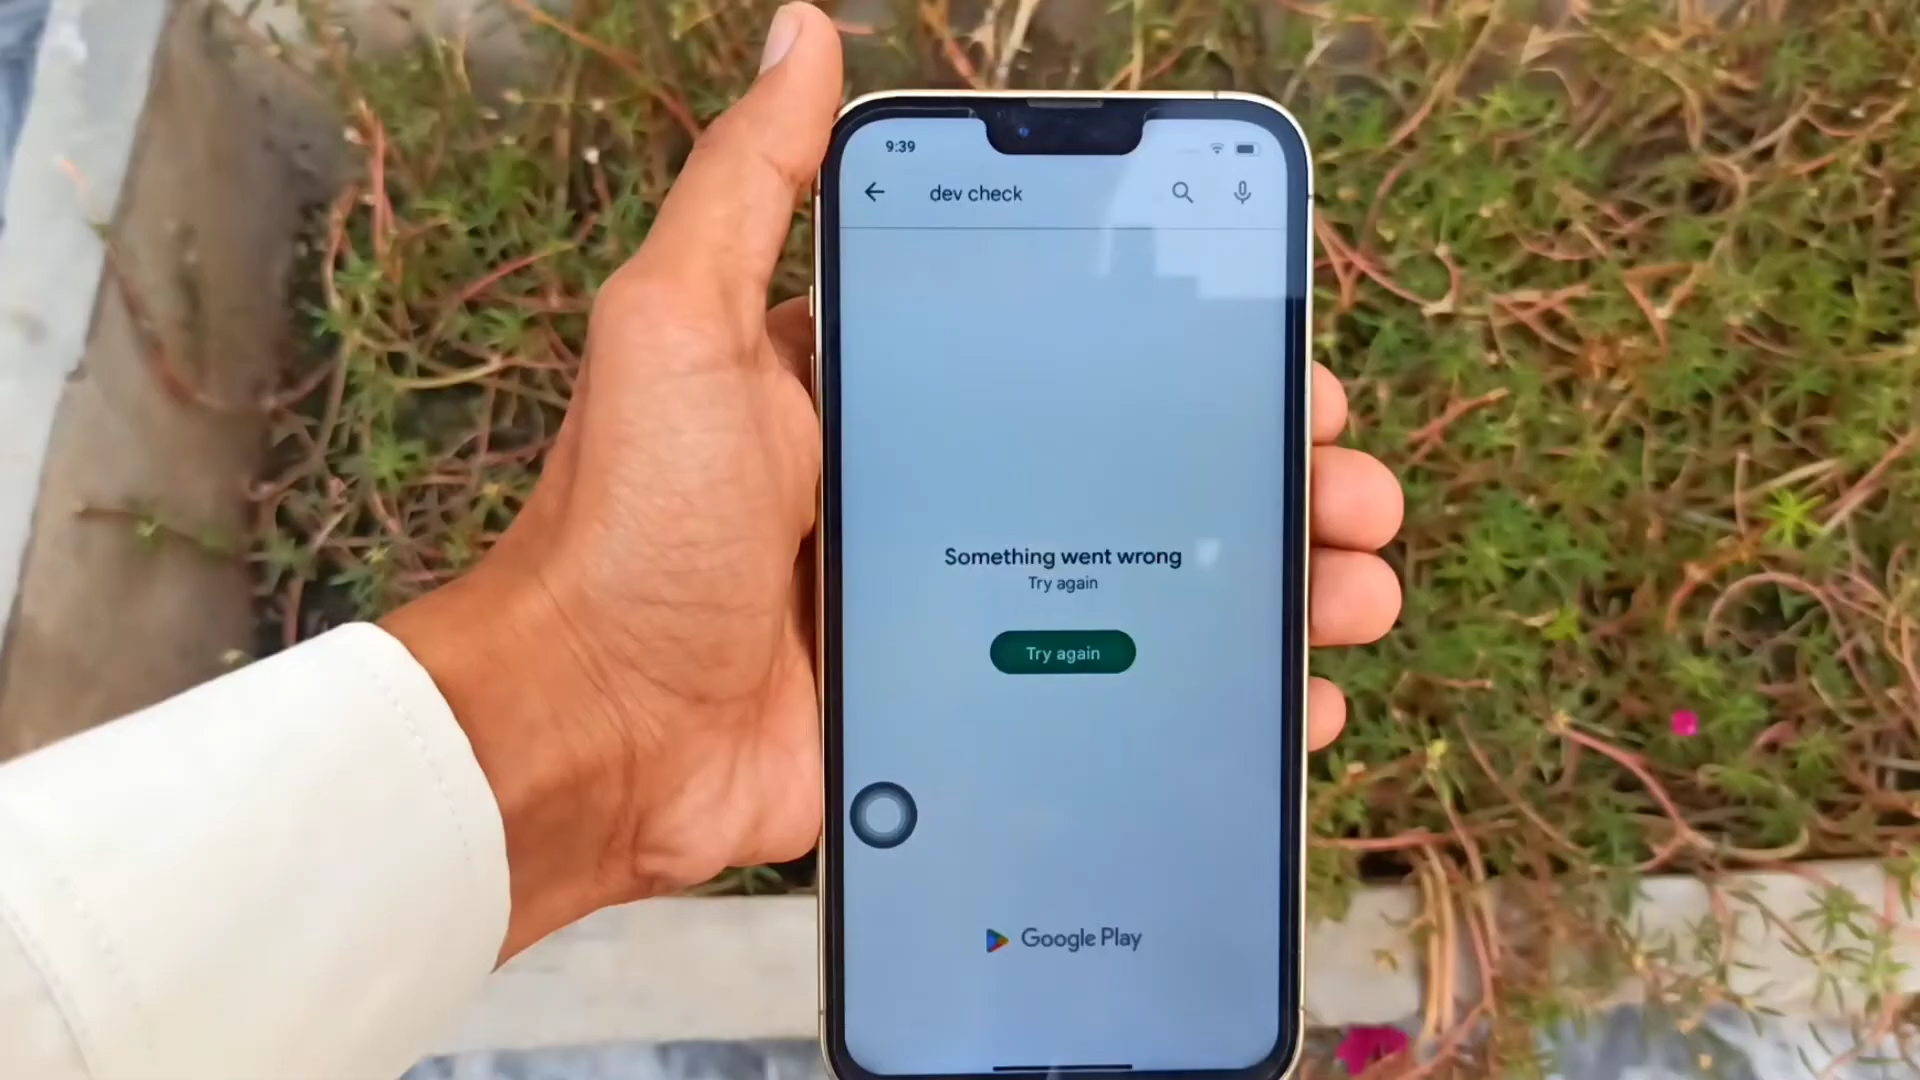 9:39
dev check
Something went wrong
Try again
Try again
Google Play